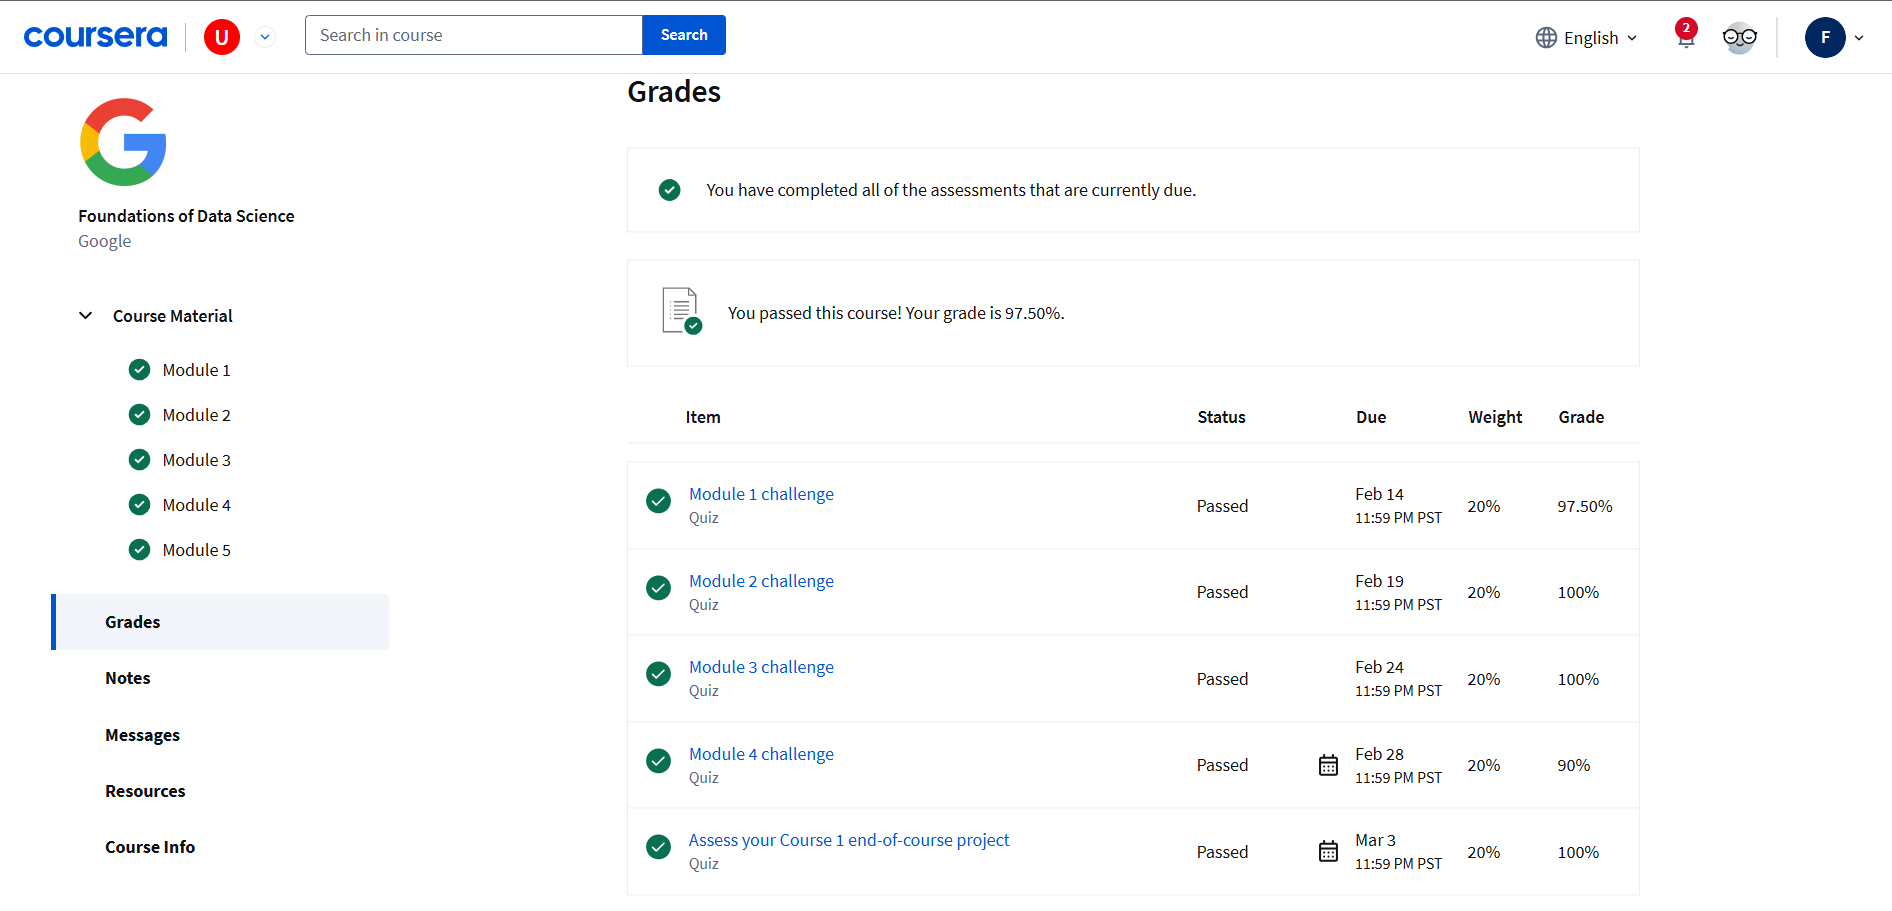 coursera
U
Search in course
Search
English
2
F
Foundations of Data Science
Google
Course Material
Module 1
Module 2
Module 3
Module 4
Module 5
Grades
Notes
Messages
Resources
Course Info
Grades
You have completed all of the assessments that are currently due.
You passed this course! Your grade is 97.50%.
Item Status Due Weight Grade
Module 1 challenge
Quiz
Passed
Feb 14
11:59 PM PST
20%
97.50%
Module 2 challenge
Quiz
Passed
Feb 19
11:59 PM PST
20%
100%
Module 3 challenge
Quiz
Passed
Feb 24
11:59 PM PST
20%
100%
Module 4 challenge
Quiz
Passed
Feb 28
11:59 PM PST
20%
90%
Assess your Course 1 end-of-course project
Quiz
Passed
Mar 3
11:59 PM PST
20%
100%